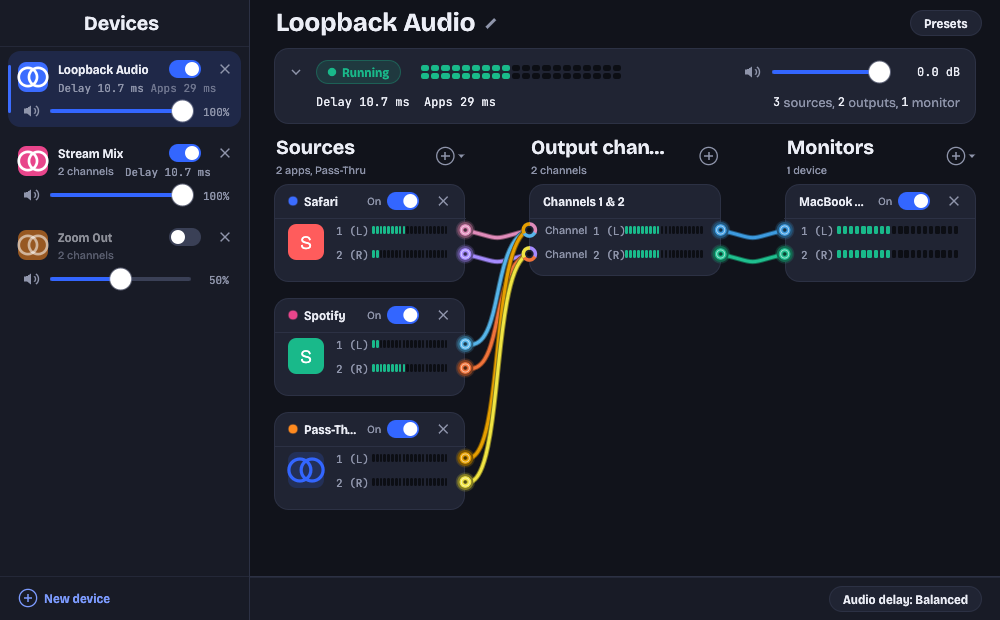 Devices
Loopback Audio
Delay 10.7 ms Apps 29 ms
100%
Stream Mix
2 channels Delay 10.7 ms
100%
Zoom Out
2 channels
50%
New device
Loopback Audio
Presets
Running
0.0 dB
Delay 10.7 ms Apps 29 ms
3 sources, 2 outputs, 1 monitor
Sources
2 apps, Pass-Thru
Safari On
S
1 (L)
2 (R)
Spotify On
S
1 (L)
2 (R)
Pass-Th... On
1 (L)
2 (R)
Output chan...
2 channels
Channels 1 & 2
Channel 1 (L)
Channel 2 (R)
Monitors
1 device
MacBook ... On
1 (L)
2 (R)
Audio delay: Balanced